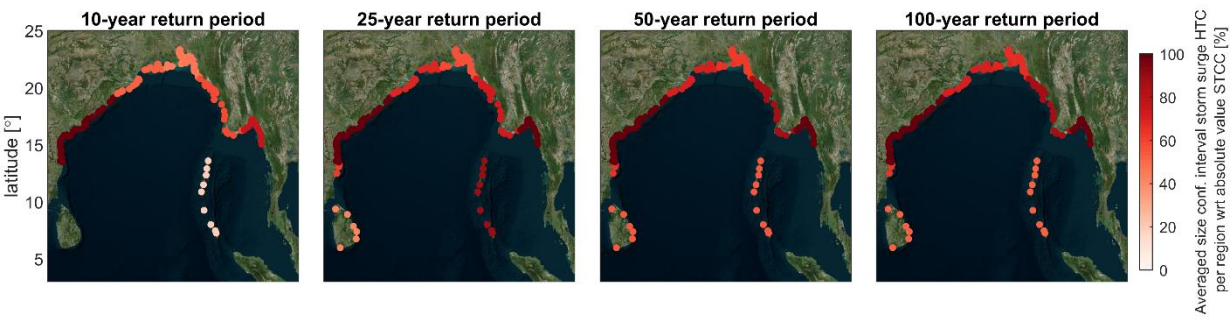 10-year return period
25-year return period
50-year return period
100-year return period
25
20
15
10
5
latitude [°]
100
80
60
40
20
0
Averaged size conf. interval storm surge HTC
per region wrt absolute value STCC [%]